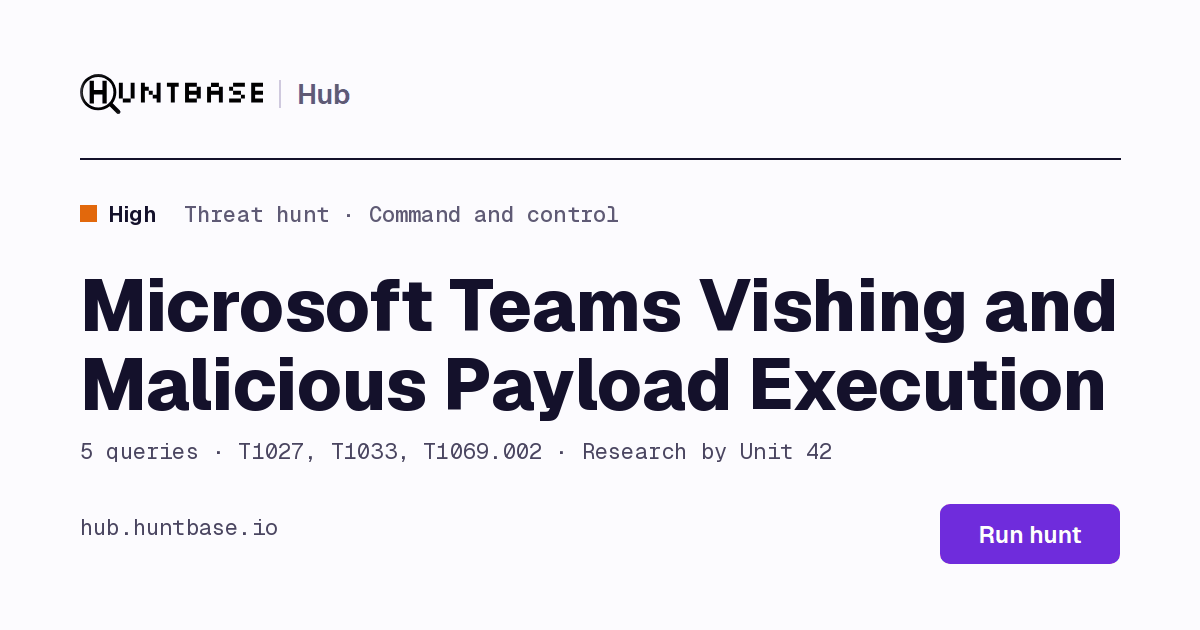 HUNTBASE | Hub
High Threat hunt · Command and control
Microsoft Teams Vishing and
Malicious Payload Execution
5 queries · T1027, T1033, T1069.002 · Research by Unit 42
hub.huntbase.io
Run hunt